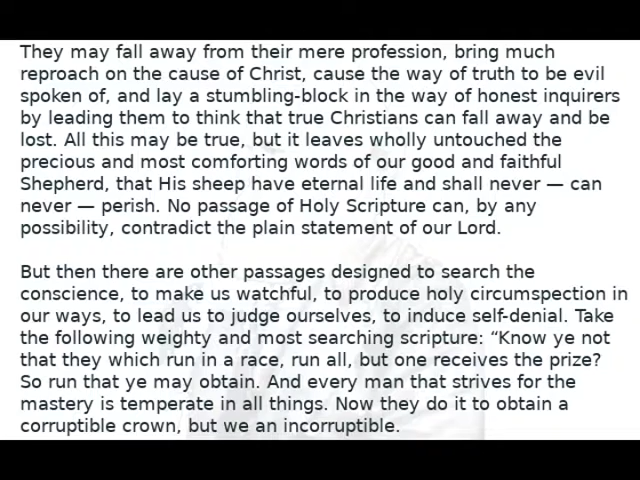 They may fall away from their mere profession, bring much
reproach on the cause of Christ, cause the way of truth to be evil
spoken of, and lay a stumbling-block in the way of honest inquirers
by leading them to think that true Christians can fall away and be
lost. All this may be true, but it leaves wholly untouched the
precious and most comforting words of our good and faithful
Shepherd, that His sheep have eternal life and shall never — can
never — perish. No passage of Holy Scripture can, by any
possibility, contradict the plain statement of our Lord.
But then there are other passages designed to search the
conscience, to make us watchful, to produce holy circumspection in
our ways, to lead us to judge ourselves, to induce self-denial. Take
the following weighty and most searching scripture: “Know ye not
that they which run in a race, run all, but one receives the prize?
So run that ye may obtain. And every man that strives for the
mastery is temperate in all things. Now they do it to obtain a
corruptible crown, but we an incorruptible.